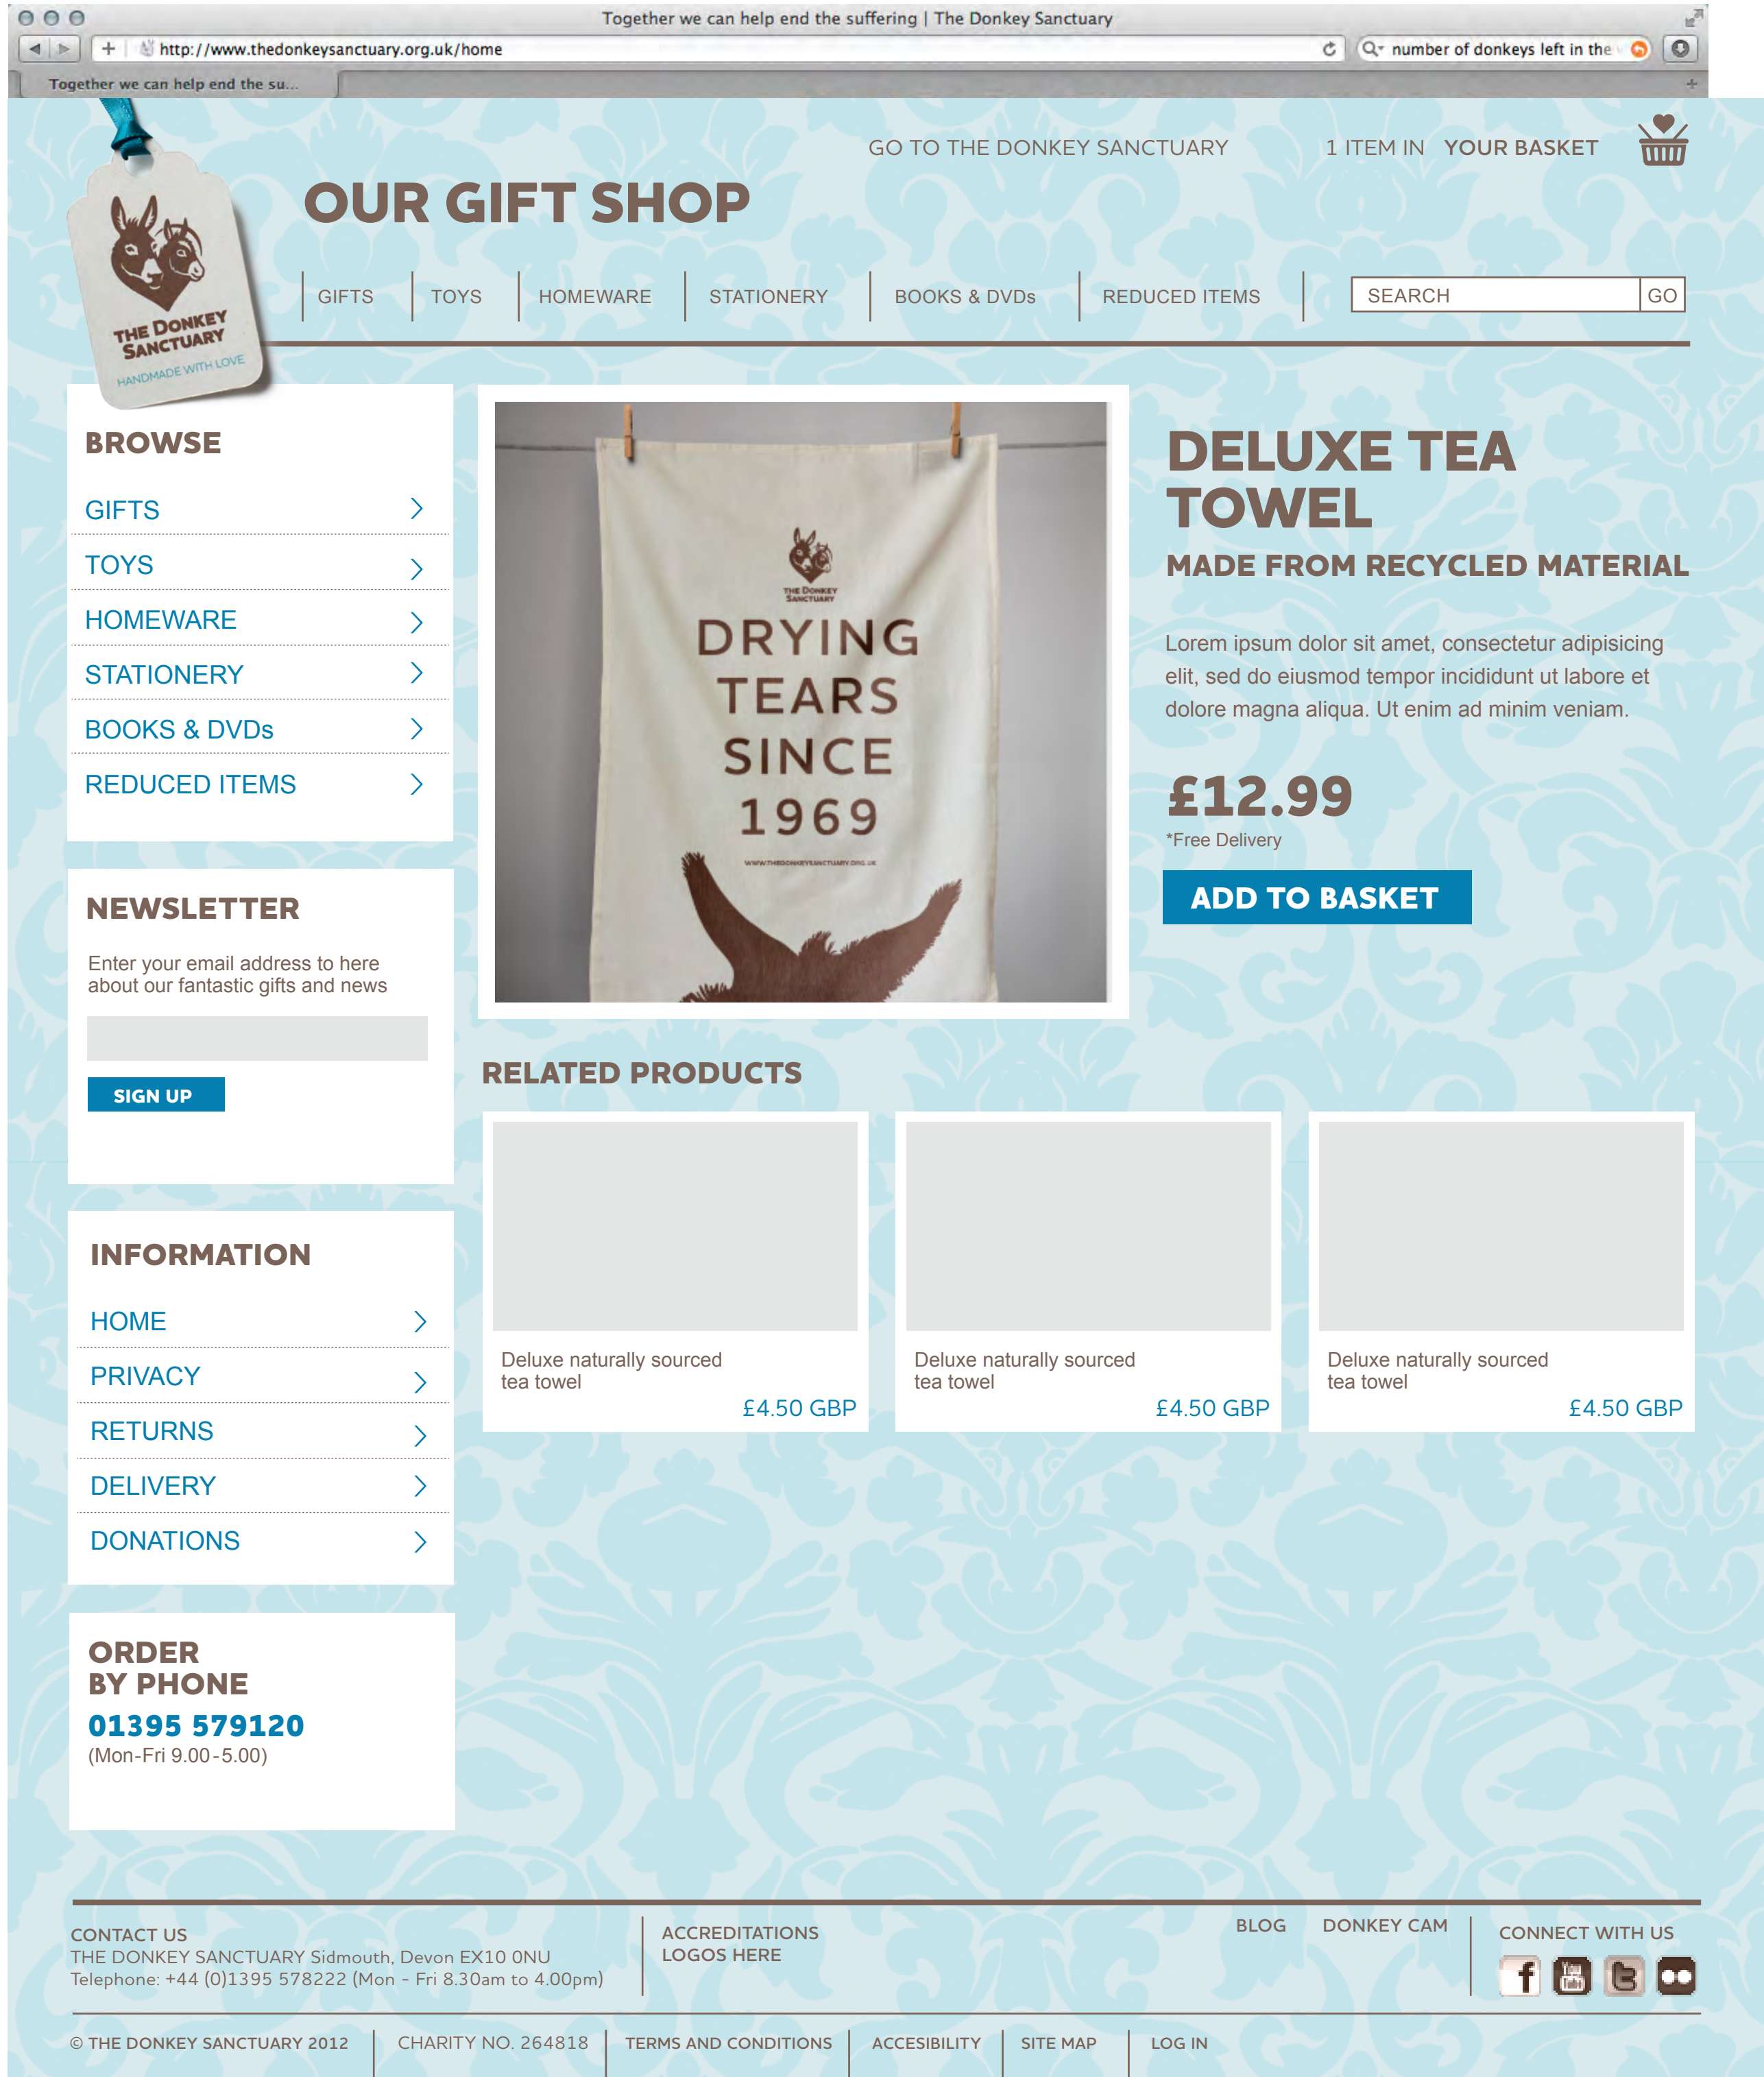 Together we can help end the suffering | The Donkey Sanctuary
http://www.thedonkeysanctuary.org.uk/home
number of donkeys left in the
Together we can help end the su...
GO TO THE DONKEY SANCTUARY
1 ITEM IN YOUR BASKET
OUR GIFT SHOP
THE DONKEY
SANCTUARY
HANDMADE WITH LOVE
GIFTS
TOYS
HOMEWARE
STATIONERY
BOOKS & DVDs
REDUCED ITEMS
SEARCH
GO
BROWSE
GIFTS
TOYS
HOMEWARE
STATIONERY
BOOKS & DVDs
REDUCED ITEMS
THE DONKEY
SANCTUARY
DRYING
TEARS
SINCE
1969
WWW.THEDONKEYSANCTUARY.ORG.UK
DELUXE TEA
TOWEL
MADE FROM RECYCLED MATERIAL
Lorem ipsum dolor sit amet, consectetur adipisicing
elit, sed do eiusmod tempor incididunt ut labore et
dolore magna aliqua. Ut enim ad minim veniam.
£12.99
*Free Delivery
ADD TO BASKET
NEWSLETTER
Enter your email address to here
about our fantastic gifts and news
SIGN UP
RELATED PRODUCTS
Deluxe naturally sourced
tea towel
£4.50 GBP
Deluxe naturally sourced
tea towel
£4.50 GBP
Deluxe naturally sourced
tea towel
£4.50 GBP
INFORMATION
HOME
PRIVACY
RETURNS
DELIVERY
DONATIONS
ORDER
BY PHONE
01395 579120
(Mon-Fri 9.00-5.00)
CONTACT US
THE DONKEY SANCTUARY Sidmouth, Devon EX10 0NU
Telephone: +44 (0)1395 578222 (Mon - Fri 8.30am to 4.00pm)
ACCREDITATIONS
LOGOS HERE
BLOG
DONKEY CAM
CONNECT WITH US
f
You
Tube
t
© THE DONKEY SANCTUARY 2012
CHARITY NO. 264818
TERMS AND CONDITIONS
ACCESIBILITY
SITE MAP
LOG IN